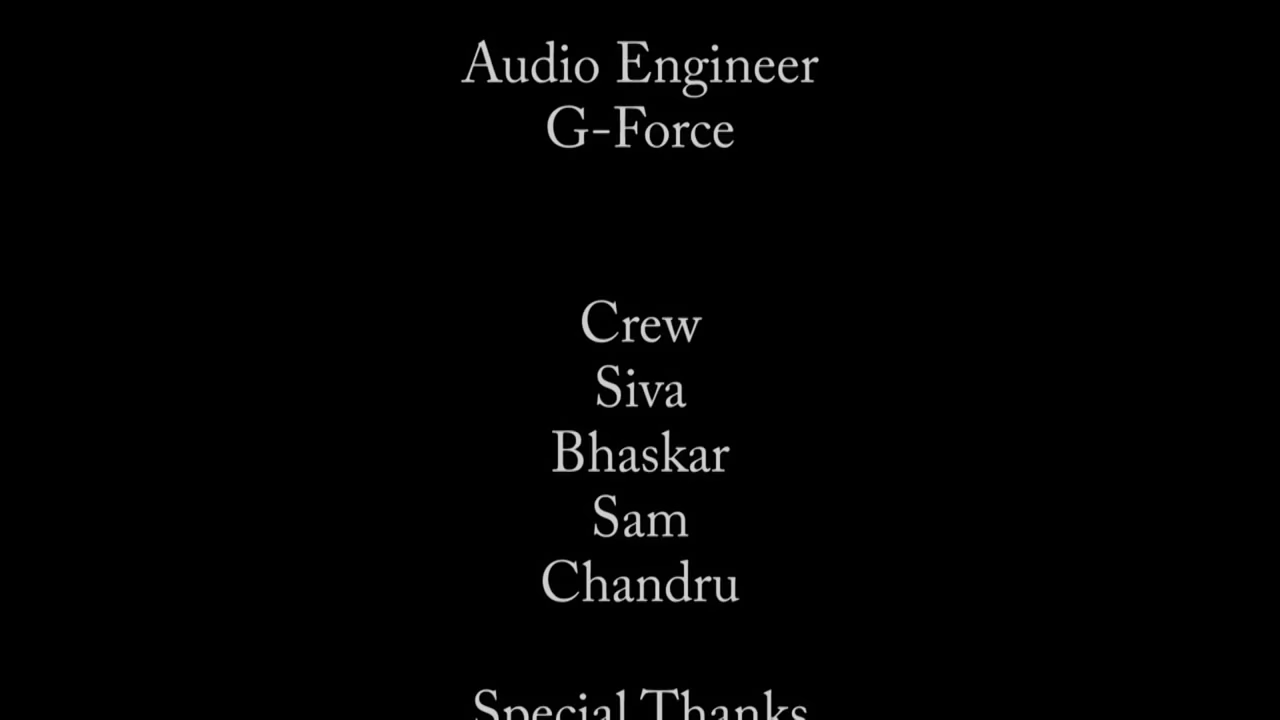 Audio Engineer
G-Force
Crew
Siva
Bhaskar
Sam
Chandru
Special Thanks